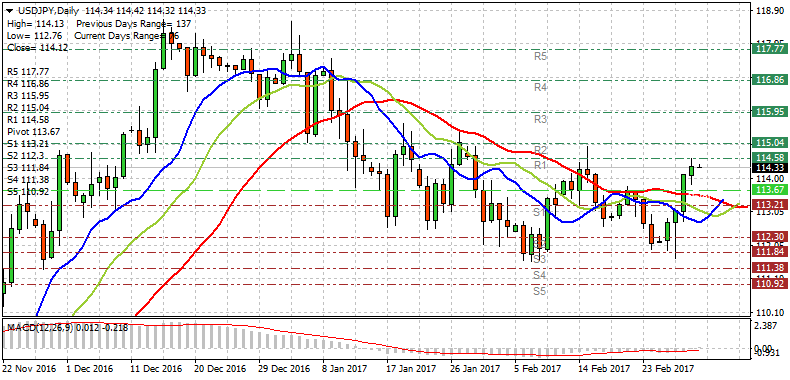 USDJPY,Daily 114.34 114.42 114.32 114.33
High= 114.13 Previous Days Range= 137
Low= 112.76 Current Days Range=
Close= 114.12
R5 117.77
R4 116.86
R3 115.95
R2 115.04
R1 114.58
Pivot 113.67
S1 113.21
S2 112.3
S3 111.84
S4 111.38
S5 110.92
R5
R4
R3
R2
R1
S1
S3
S4
S5
118.90
117.77
116.86
115.95
115.04
114.58
114.33
114.00
113.67
113.21
113.05
112.30
111.84
111.38
110.92
110.10
MACD(12,26,9) 0.012 -0.218
2.387
0.00
-0.931
22 Nov 2016 1 Dec 2016 11 Dec 2016 20 Dec 2016 29 Dec 2016 8 Jan 2017 17 Jan 2017 26 Jan 2017 5 Feb 2017 14 Feb 2017 23 Feb 2017